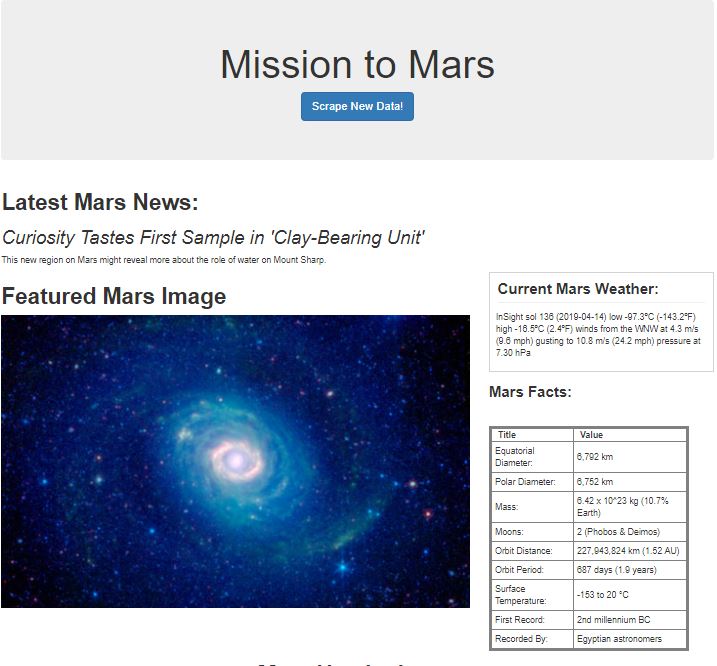 Mission to Mars
Scrape New Data!
Latest Mars News:
Curiosity Tastes First Sample in 'Clay-Bearing Unit'
This new region on Mars might reveal more about the role of water on Mount Sharp.
Featured Mars Image
Current Mars Weather:
InSight sol 136 (2019-04-14) low -97.3ºC (-143.2ºF)
high -16.5ºC (2.4ºF) winds from the WNW at 4.3 m/s
(9.6 mph) gusting to 10.8 m/s (24.2 mph) pressure at
7.30 hPa
Mars Facts:
Title Value
Equatorial
Diameter: 6,792 km
Polar Diameter: 6,752 km
Mass: 6.42 x 10^23 kg (10.7%
Earth)
Moons: 2 (Phobos & Deimos)
Orbit Distance: 227,943,824 km (1.52 AU)
Orbit Period: 687 days (1.9 years)
Surface
Temperature: -153 to 20 °C
First Record: 2nd millennium BC
Recorded By: Egyptian astronomers